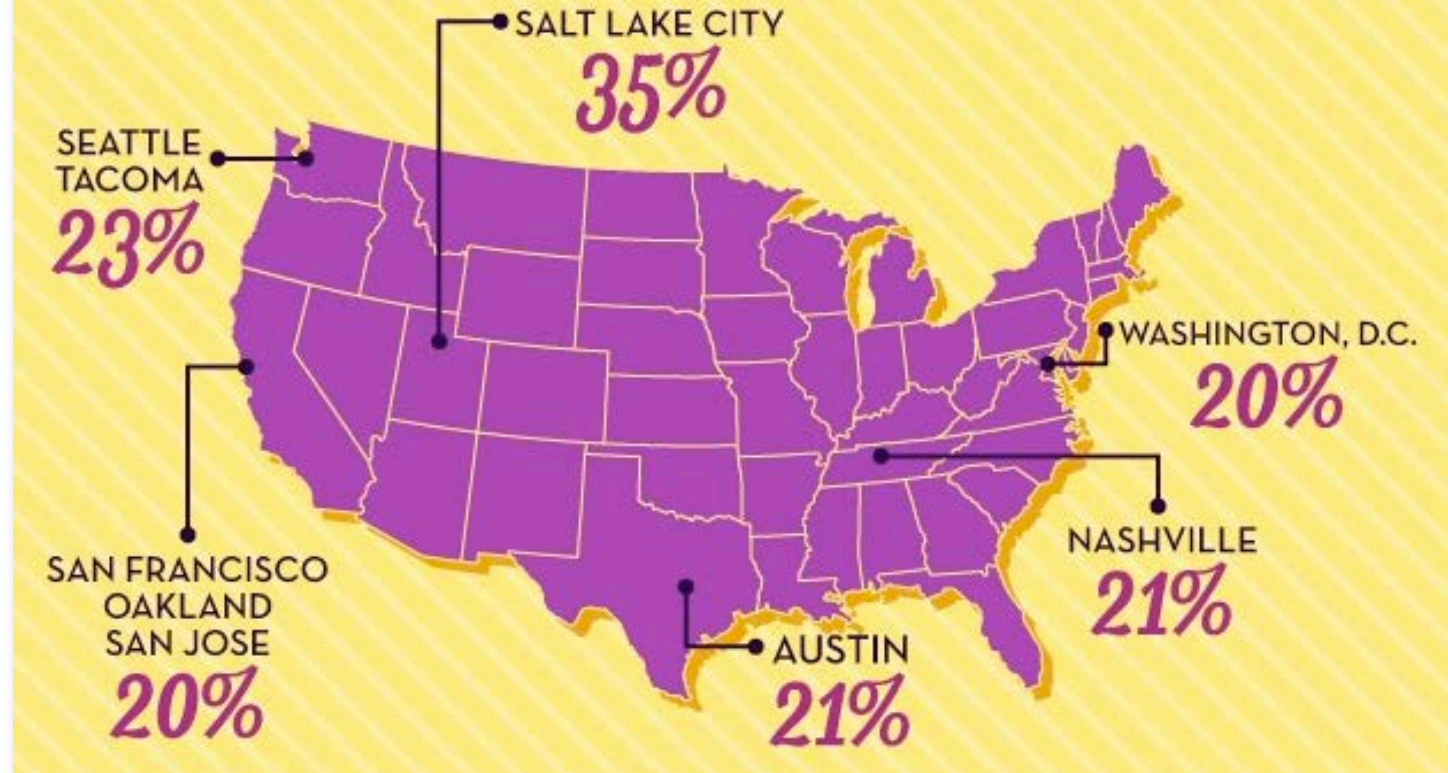 SALT LAKE CITY
35%
SEATTLE
TACOMA
23%
WASHINGTON, D.C.
20%
NASHVILLE
21%
SAN FRANCISCO
OAKLAND
SAN JOSE
20%
AUSTIN
21%